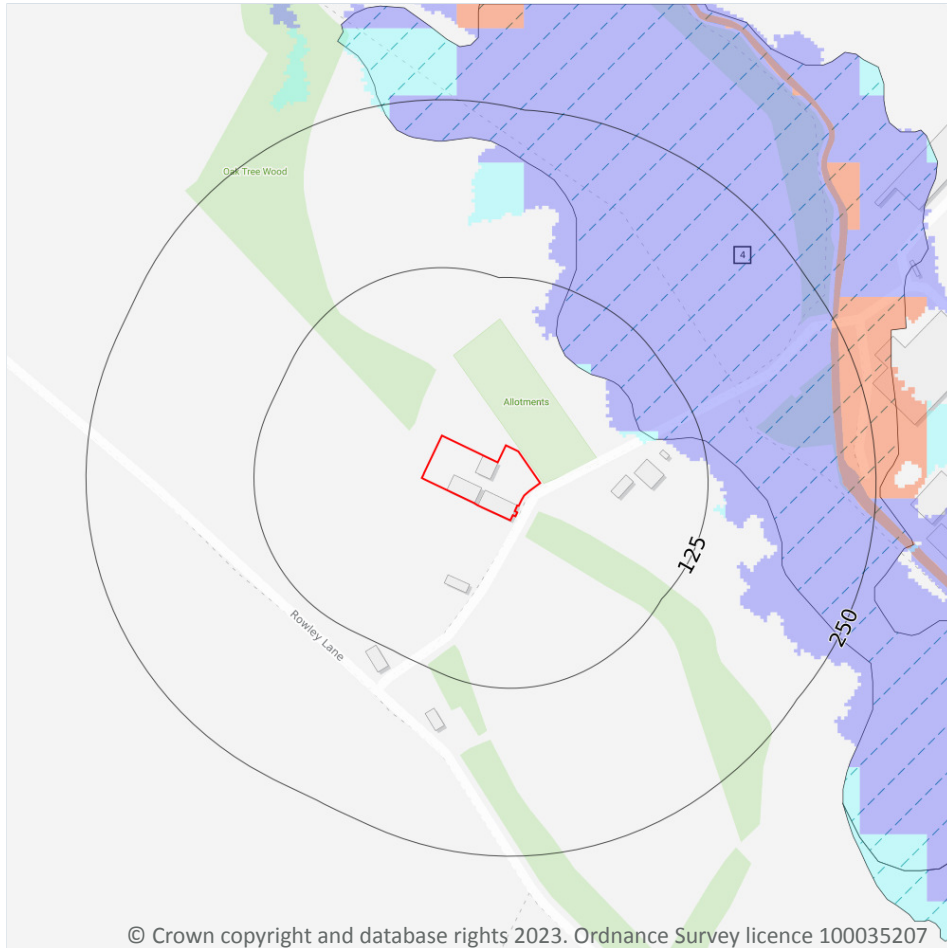 Oak Tree Wood
4
Allotments
125
Rowley Lane
250
© Crown copyright and database rights 2023. Ordnance Survey licence 100035207